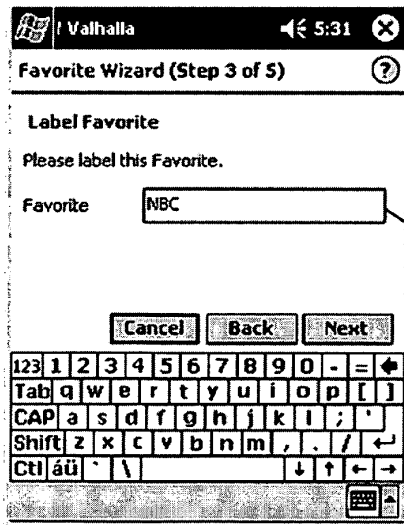 ! Valhalla 5:31
Favorite Wizard (Step 3 of 5)
Label Favorite
Please label this Favorite.
Favorite NBC
Cancel Back Next
123 1 2 3 4 5 6 7 8 9 0 - =
Tab q w e r t y u i o p [ ]
CAP a s d f g h j k l ; '
Shift z x c v b n m , . /
Ctl áü ` \